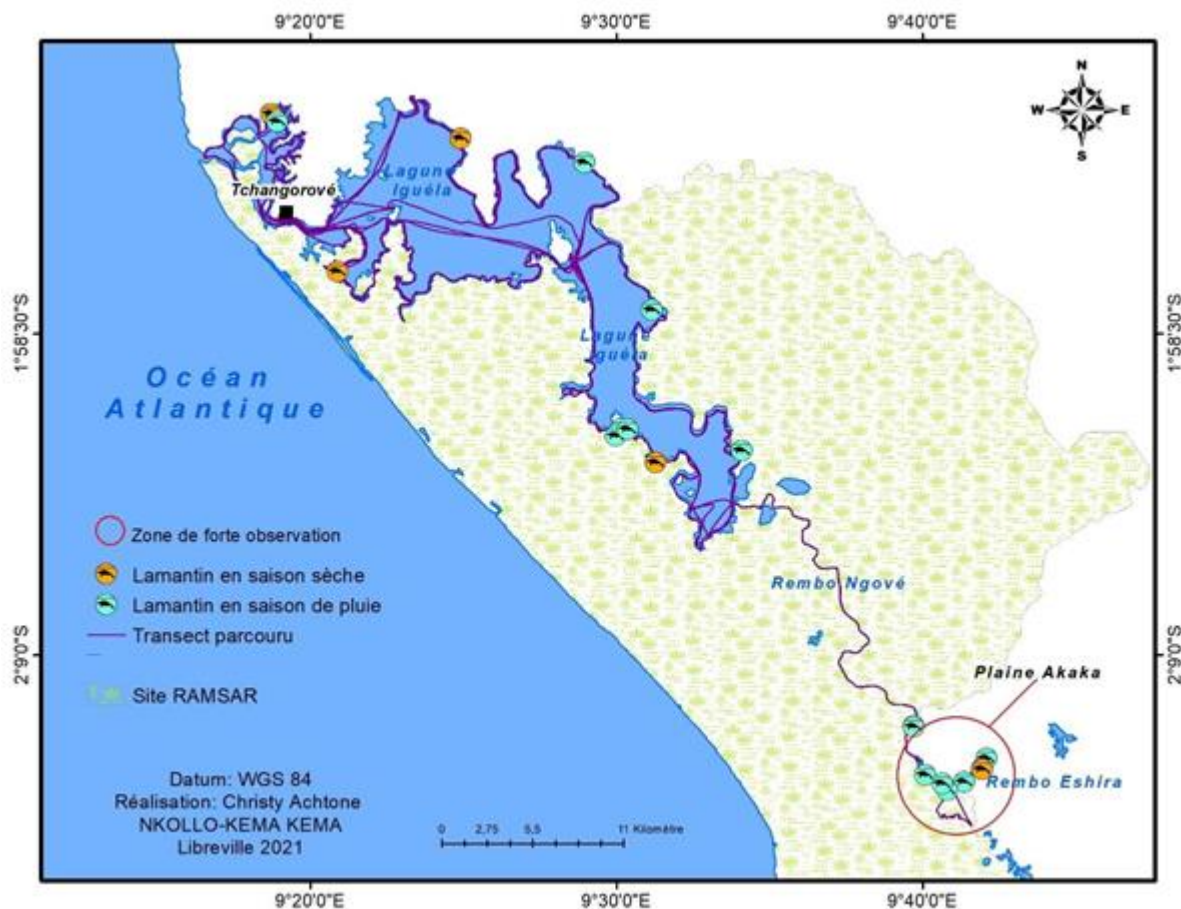 9°20'0"E 9°30'0"E 9°40'0"E
N
W E
S
Lagune
Iguéla
Tchangorové
1°58'30"S 1°58'30"S
Lagune
Iguéla
Océan
Atlantique
Zone de forte observation
Lamantin en saison sèche
Lamantin en saison de pluie
Transect parcouru
Site RAMSAR
Rembo Ngové
2°9'0"S 2°9'0"S
Plaine Akaka
Rembo Eshira
Datum: WGS 84
Réalisation: Christy Achtone
NKOLLO-KEMA KEMA
Libreville 2021
0 2,75 5,5 11 Kilomètre
9°20'0"E 9°30'0"E 9°40'0"E